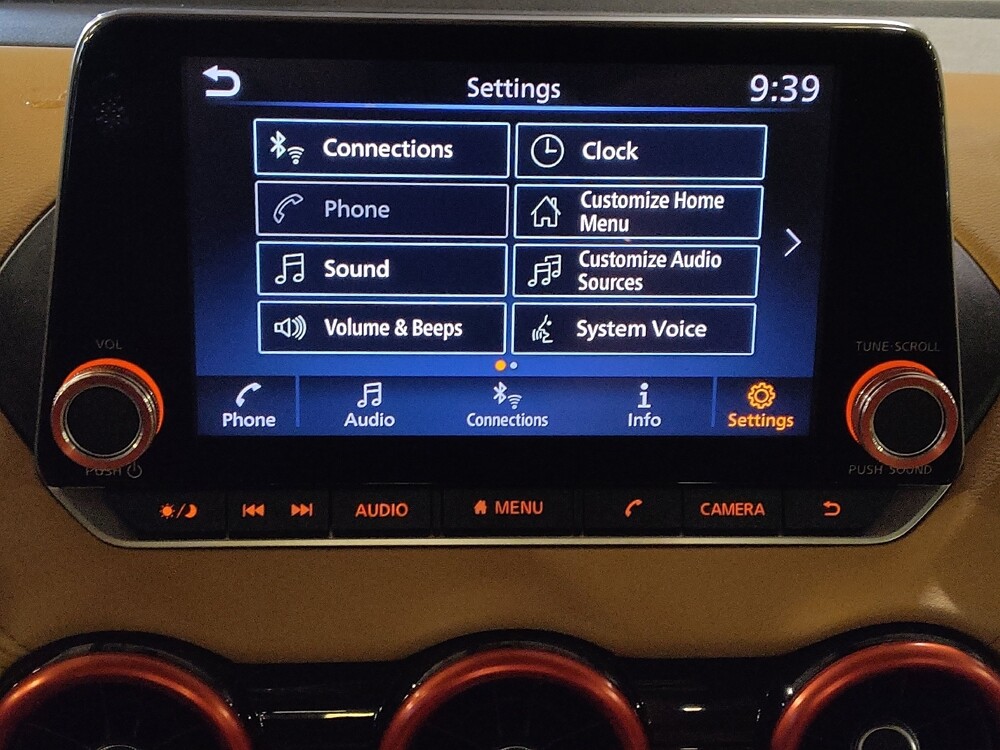 Settings
9:39
Connections
Clock
Phone
Customize Home
Menu
Sound
Customize Audio
Sources
Volume & Beeps
System Voice
VOL
TUNE·SCROLL
Phone
Audio
Connections
Info
Settings
PUSH
PUSH SOUND
AUDIO
MENU
CAMERA